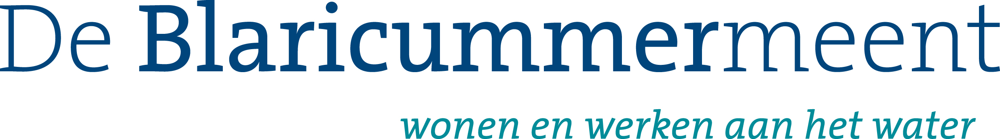 De Blaricummermeent
wonen en werken aan het water